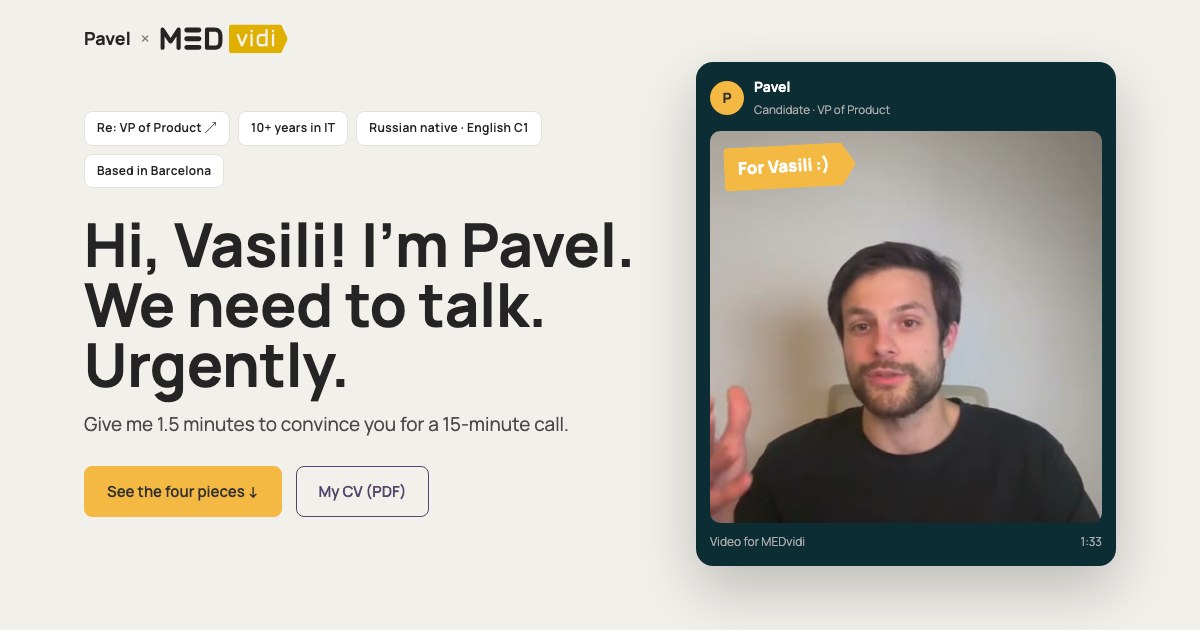 Pavel × MED vidi
Re: VP of Product ↗
10+ years in IT
Russian native · English C1
Based in Barcelona
Hi, Vasili! I’m Pavel.
We need to talk.
Urgently.
Give me 1.5 minutes to convince you for a 15-minute call.
See the four pieces ↓
My CV (PDF)
P
Pavel
Candidate · VP of Product
For Vasili :)
Video for MEDvidi
1:33